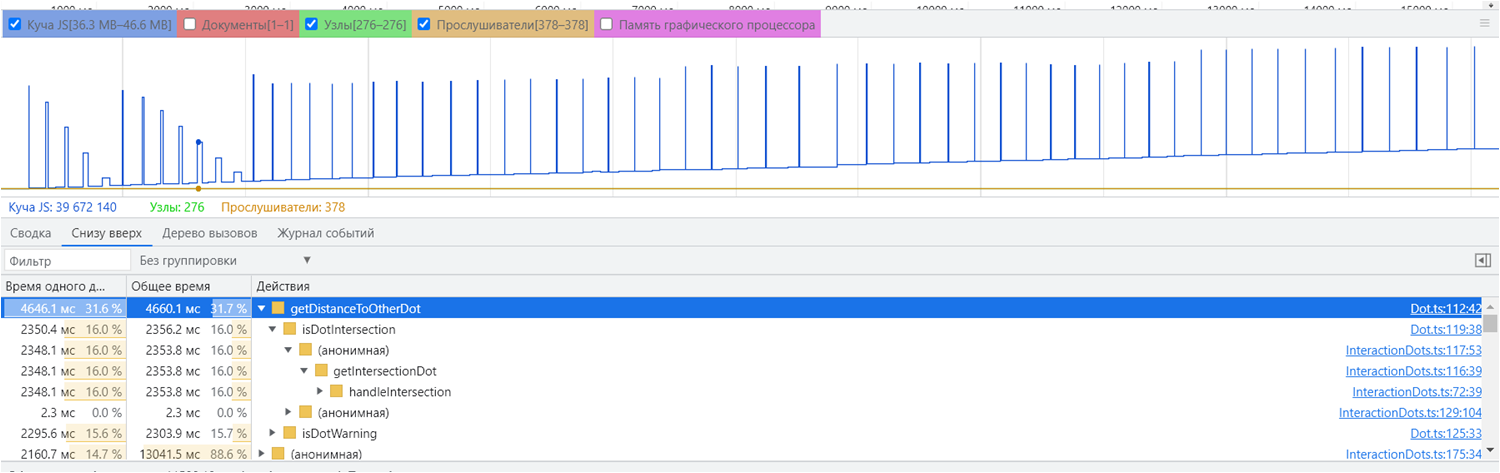 Куча JS[36.3 MB–46.6 MB] Документы[1–1] Узлы[276–276] Прослушиватели[378–378] Память графического процессора
Куча JS: 39 672 140 Узлы: 276 Прослушиватели: 378
Сводка Снизу вверх Дерево вызовов Журнал событий
Фильтр Без группировки ▼
Время одного д... Общее время Действия
4646.1 мс 31.6 % 4660.1 мс 31.7 % ▼ getDistanceToOtherDot Dot.ts:112:42
2350.4 мс 16.0 % 2356.2 мс 16.0 % ▼ isDotIntersection Dot.ts:119:38
2348.1 мс 16.0 % 2353.8 мс 16.0 % ▼ (анонимная) InteractionDots.ts:117:53
2348.1 мс 16.0 % 2353.8 мс 16.0 % ▼ getIntersectionDot InteractionDots.ts:116:39
2348.1 мс 16.0 % 2353.8 мс 16.0 % ▶ handleIntersection InteractionDots.ts:72:39
2.3 мс 0.0 % 2.3 мс 0.0 % ▶ (анонимная) InteractionDots.ts:129:104
2295.6 мс 15.6 % 2303.9 мс 15.7 % ▶ isDotWarning Dot.ts:125:33
2160.7 мс 14.7 % 13041.5 мс 88.6 % ▶ (анонимная) InteractionDots.ts:175:34